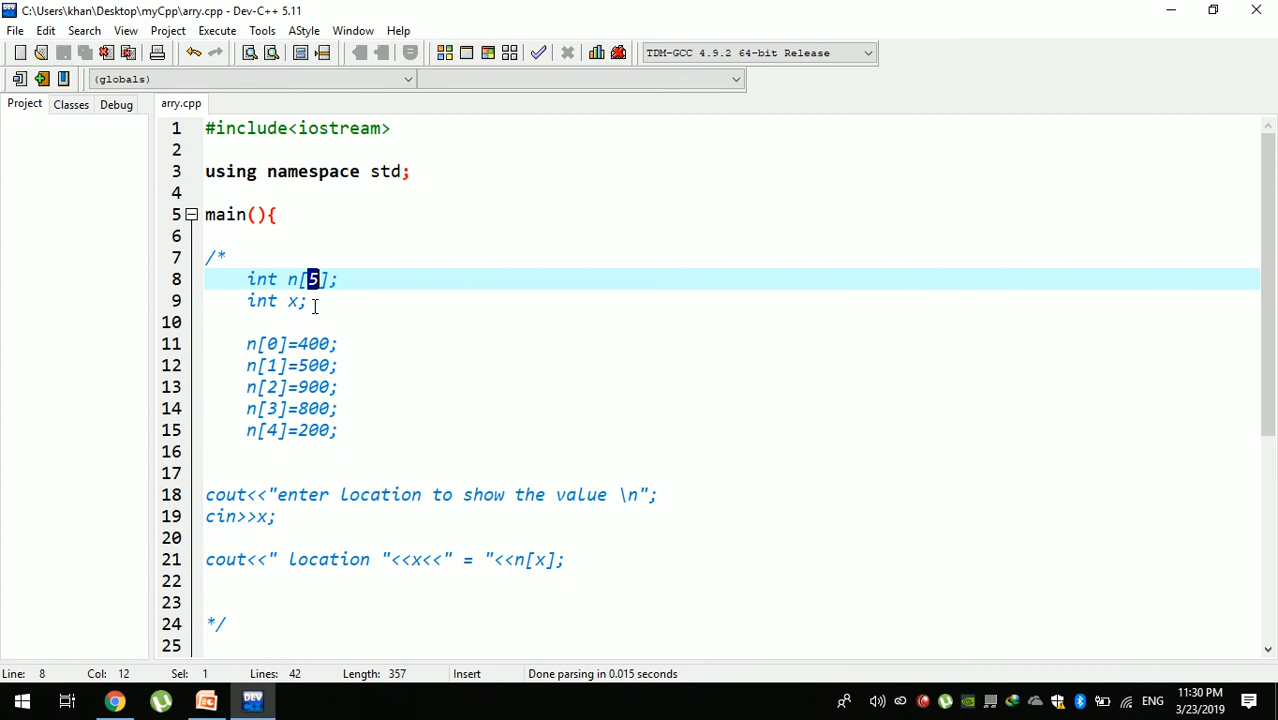 C:\Users\khan\Desktop\myCpp\arry.cpp - Dev-C++ 5.11
File Edit Search View Project Execute Tools AStyle Window Help
TDM-GCC 4.9.2 64-bit Release
(globals)
Project Classes Debug arry.cpp
1 #include<iostream>
2
3 using namespace std;
4
5 main(){
6
7 /*
8 int n[5];
9 int x;
10
11 n[0]=400;
12 n[1]=500;
13 n[2]=900;
14 n[3]=800;
15 n[4]=200;
16
17
18 cout<<"enter location to show the value \n";
19 cin>>x;
20
21 cout<<" location "<<x<<" = "<<n[x];
22
23
24 */
25
Line: 8 Col: 12 Sel: 1 Lines: 42 Length: 357 Insert Done parsing in 0.015 seconds
DEV ENG 11:30 PM
3/23/2019